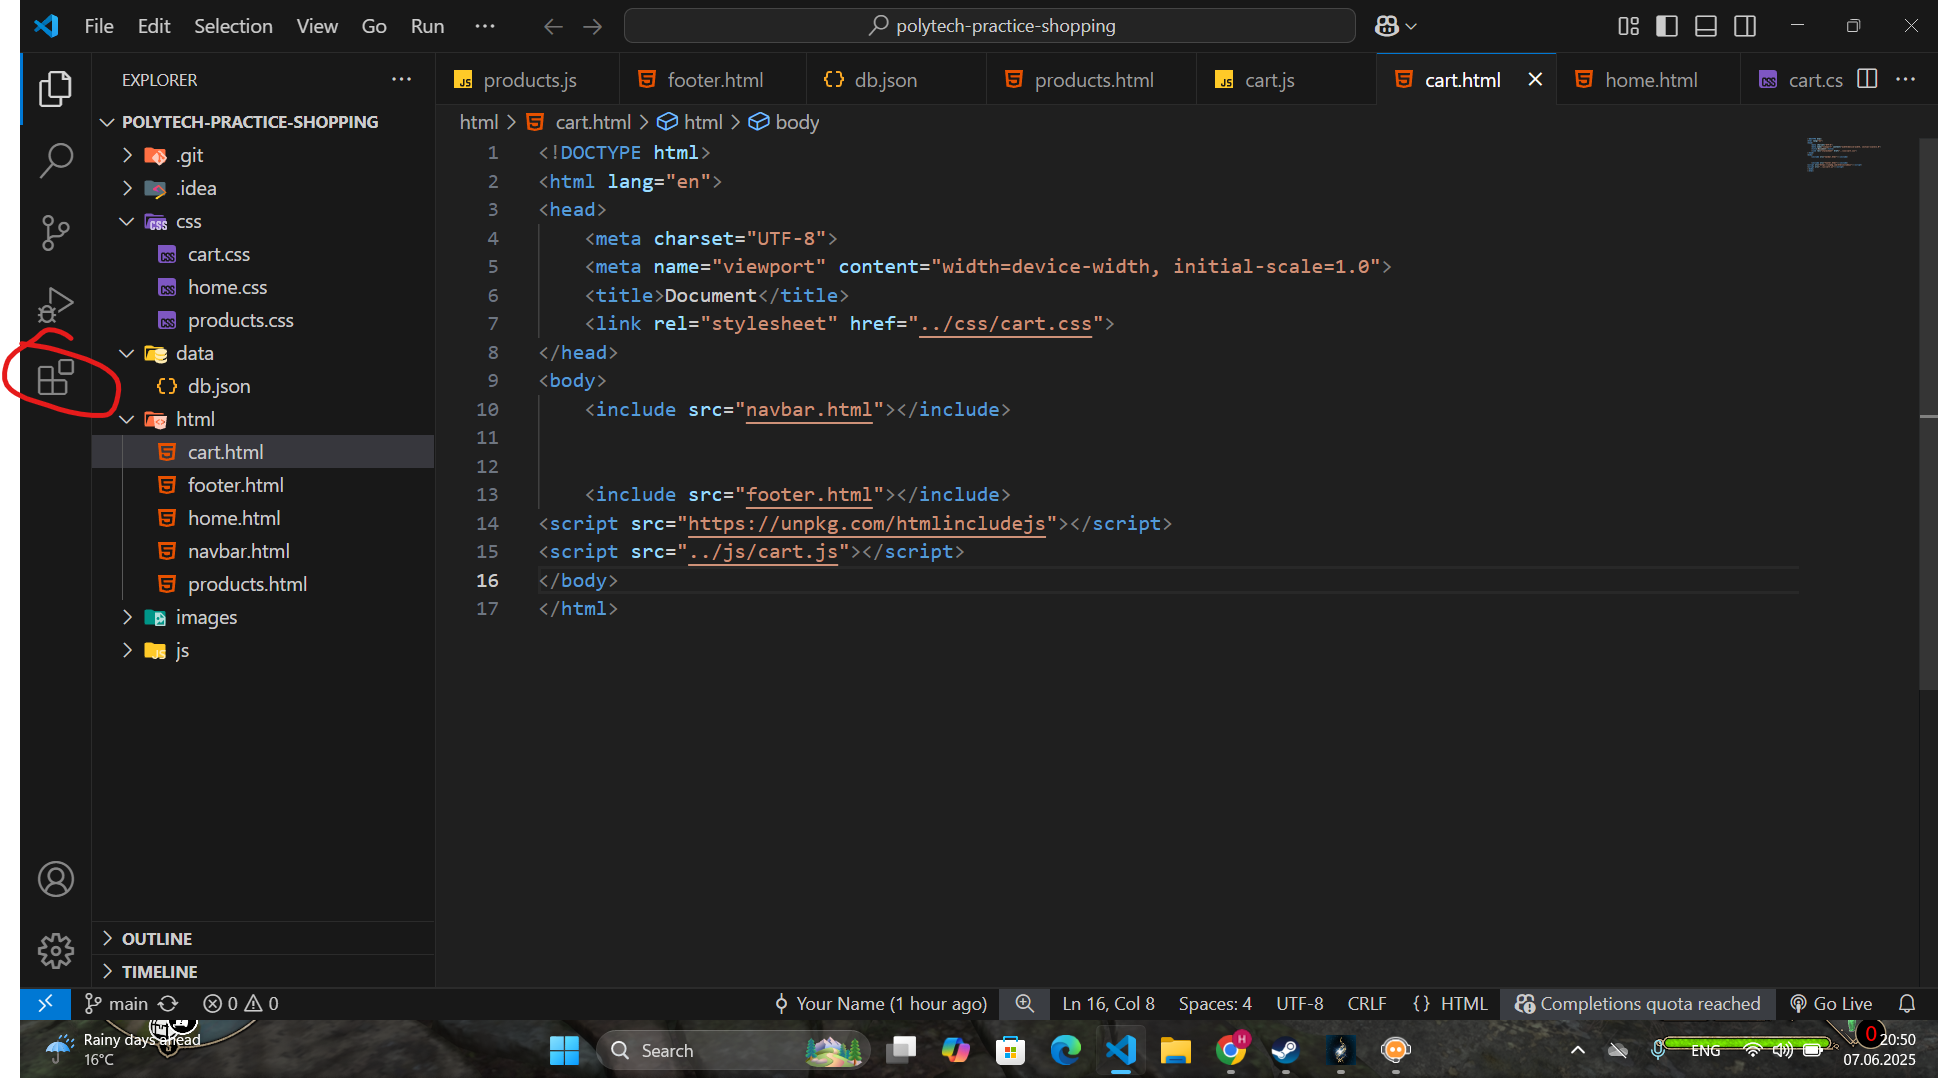 File Edit Selection View Go Run
polytech-practice-shopping
EXPLORER
products.js
footer.html
db.json
products.html
cart.js
cart.html
home.html
cart.cs
POLYTECH-PRACTICE-SHOPPING
.git
.idea
css
cart.css
home.css
products.css
data
db.json
html
cart.html
footer.html
home.html
navbar.html
products.html
images
js
OUTLINE
TIMELINE
html > cart.html > html > body
1 <!DOCTYPE html>
2 <html lang="en">
3 <head>
4 <meta charset="UTF-8">
5 <meta name="viewport" content="width=device-width, initial-scale=1.0">
6 <title>Document</title>
7 <link rel="stylesheet" href="../css/cart.css">
8 </head>
9 <body>
10 <include src="navbar.html"></include>
11
12
13 <include src="footer.html"></include>
14 <script src="https://unpkg.com/htmlincludejs"></script>
15 <script src="../js/cart.js"></script>
16 </body>
17 </html>
main 0 0 Your Name (1 hour ago) Ln 16, Col 8 Spaces: 4 UTF-8 CRLF {} HTML Completions quota reached Go Live
Rainy days ahead
16°C
Search
H
ENG
0
20:50
07.06.2025